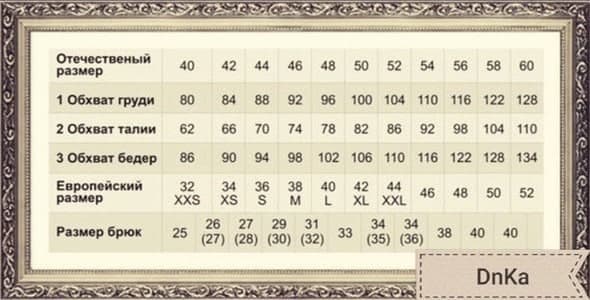 Отечественый 40 42 44 46 48 50 52 54 56 58 60
размер
1 Обхват груди 80 84 88 92 96 100 104 110 116 122 128
2 Обхват талии 62 66 70 74 78 82 86 92 98 104 110
3 Обхват бедер 86 90 94 98 102 106 110 116 122 128 134
Европейский 32 34 36 38 40 42 44 46 48 50 52
размер XXS XS S M L XL XXL
Размер брюк 25 26 27 29 31 33 34 34 38 40 40
(27) (28) (30) (32) (35) (36)
DnKa